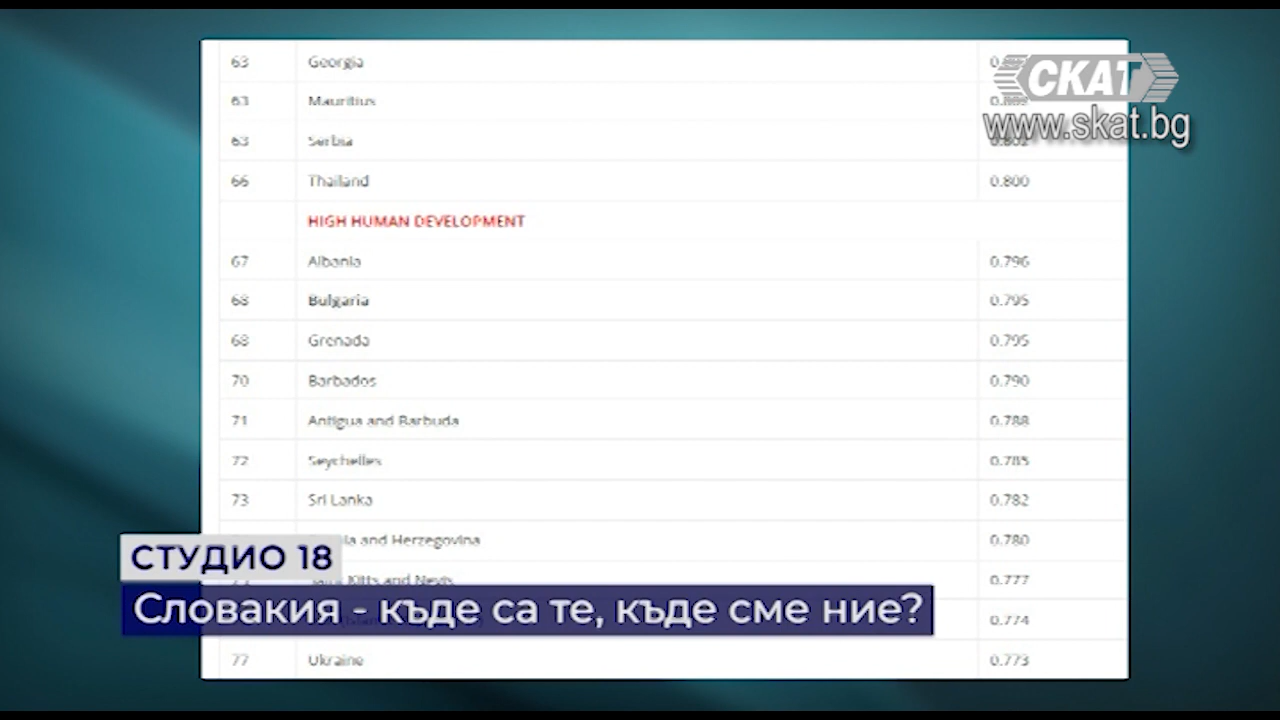 63 Georgia
СКАТ
63 Mauritius
www.skat.bg
63 Serbia
66 Thailand 0.800
HIGH HUMAN DEVELOPMENT
67 Albania 0.796
68 Bulgaria 0.795
68 Grenada 0.795
70 Barbados 0.790
71 Antigua and Barbuda 0.788
72 Seychelles 0.785
73 Sri Lanka 0.782
and Herzegovina 0.780
СТУДИО 18
Kitts and Nevis 0.777
Словакия - къде са те, къде сме ние?
0.774
77 Ukraine 0.773